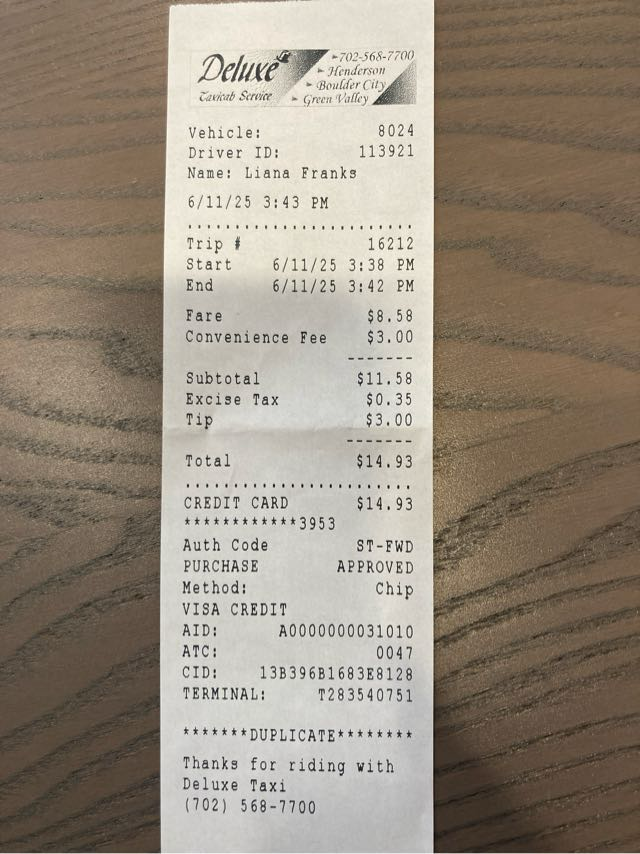 Deluxe
Taxicab Service
702-568-7700
Henderson
Boulder City
Green Valley
Vehicle: 8024
Driver ID: 113921
Name: Liana Franks
6/11/25 3:43 PM
........................
Trip # 16212
Start 6/11/25 3:38 PM
End 6/11/25 3:42 PM
Fare $8.58
Convenience Fee $3.00
-------
Subtotal $11.58
Excise Tax $0.35
Tip $3.00
-------
Total $14.93
........................
CREDIT CARD $14.93
************3953
Auth Code ST-FWD
PURCHASE APPROVED
Method: Chip
VISA CREDIT
AID: A0000000031010
ATC: 0047
CID: 13B396B1683E8128
TERMINAL: T283540751
*******DUPLICATE********
Thanks for riding with
Deluxe Taxi
(702) 568-7700